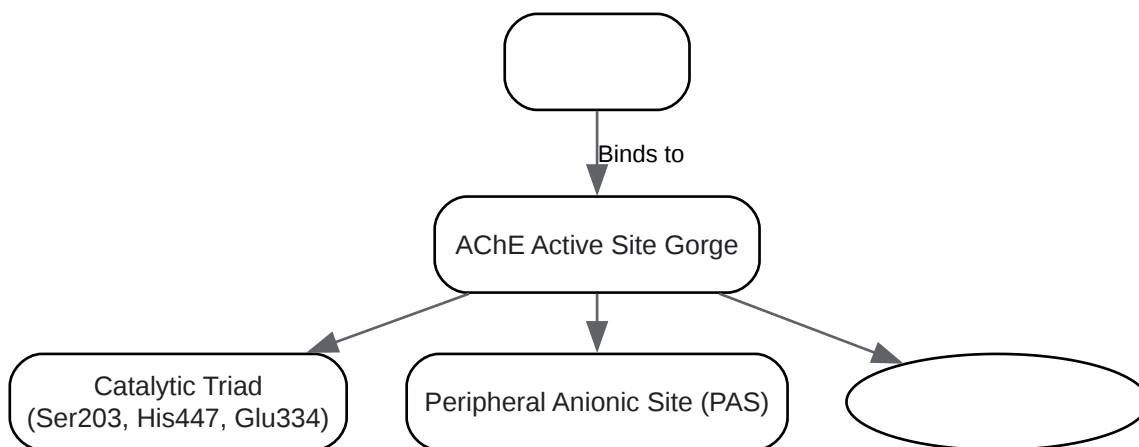 Binds to
AChE Active Site Gorge
Catalytic Triad
(Ser203, His447, Glu334)
Peripheral Anionic Site (PAS)